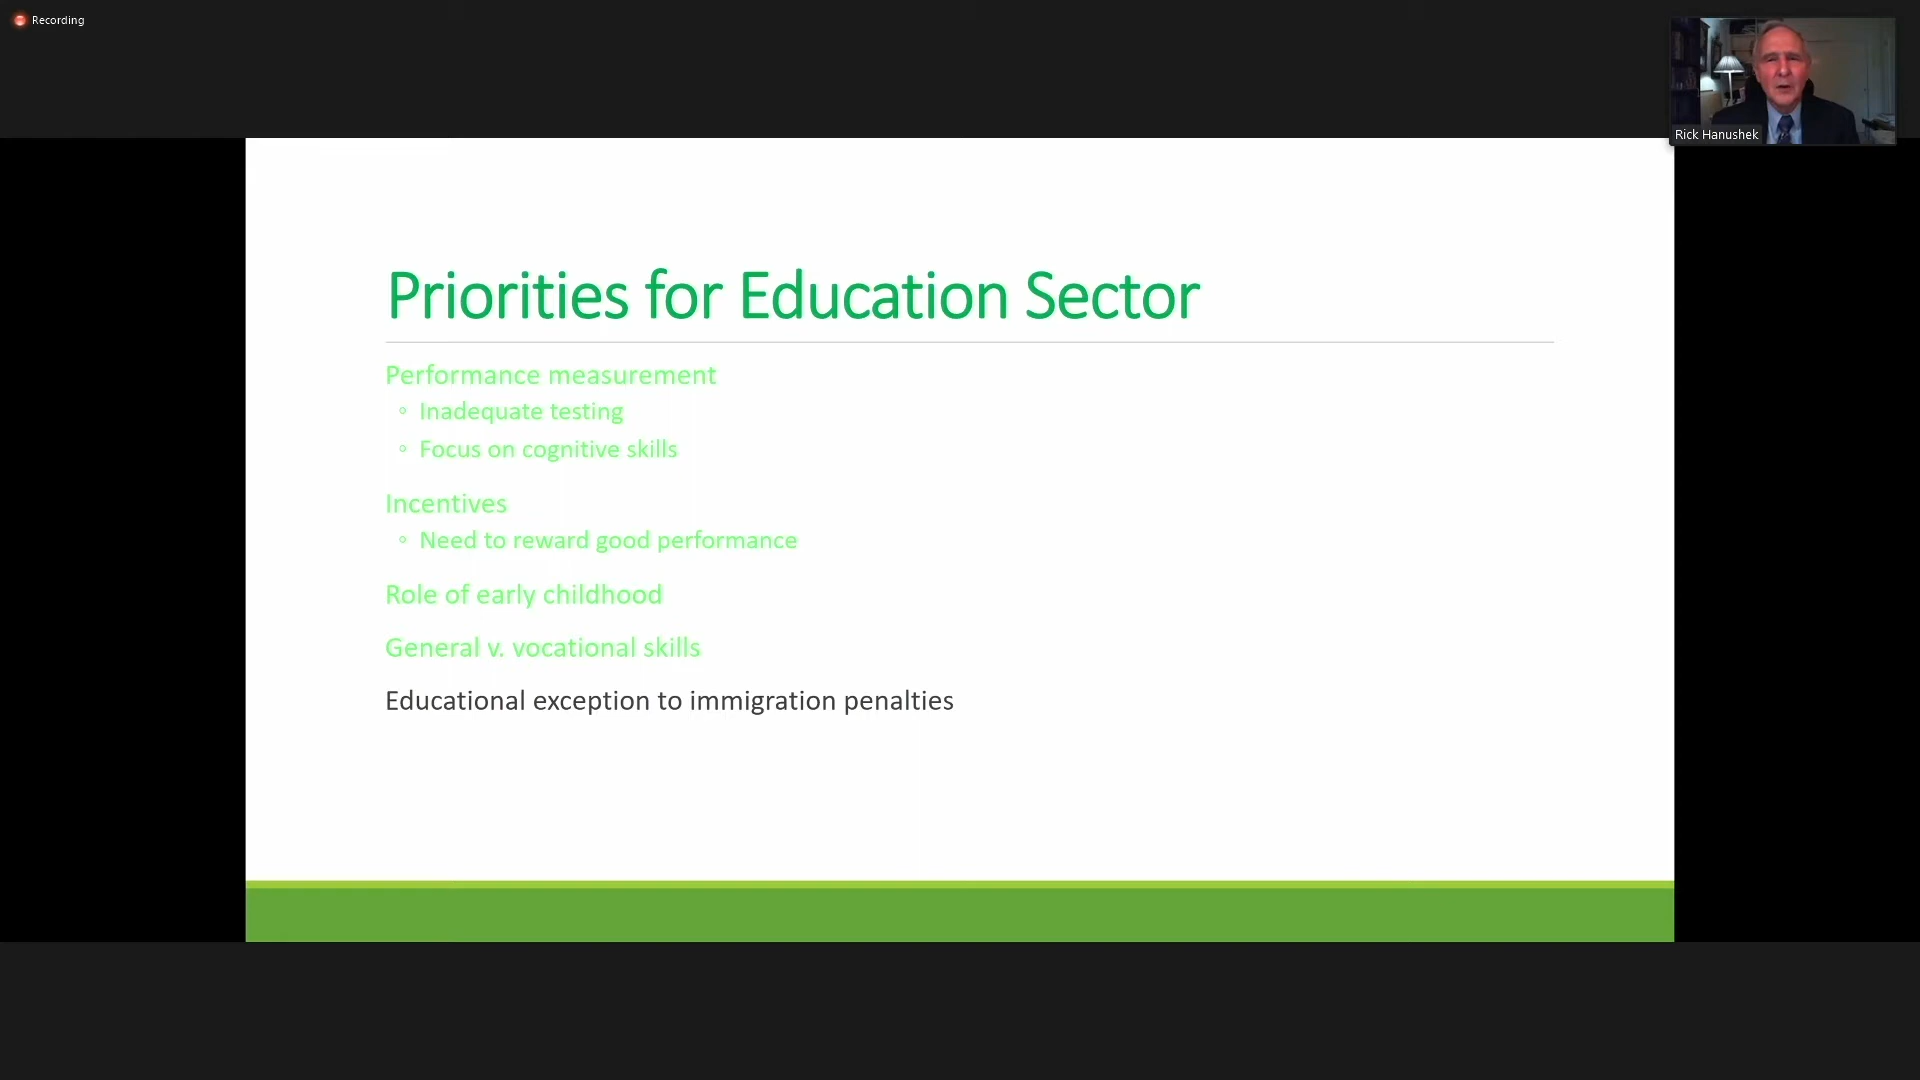 Recording
Rick Hanushek
Priorities for Education Sector
Performance measurement
◦ Inadequate testing
◦ Focus on cognitive skills
Incentives
◦ Need to reward good performance
Role of early childhood
General v. vocational skills
Educational exception to immigration penalties